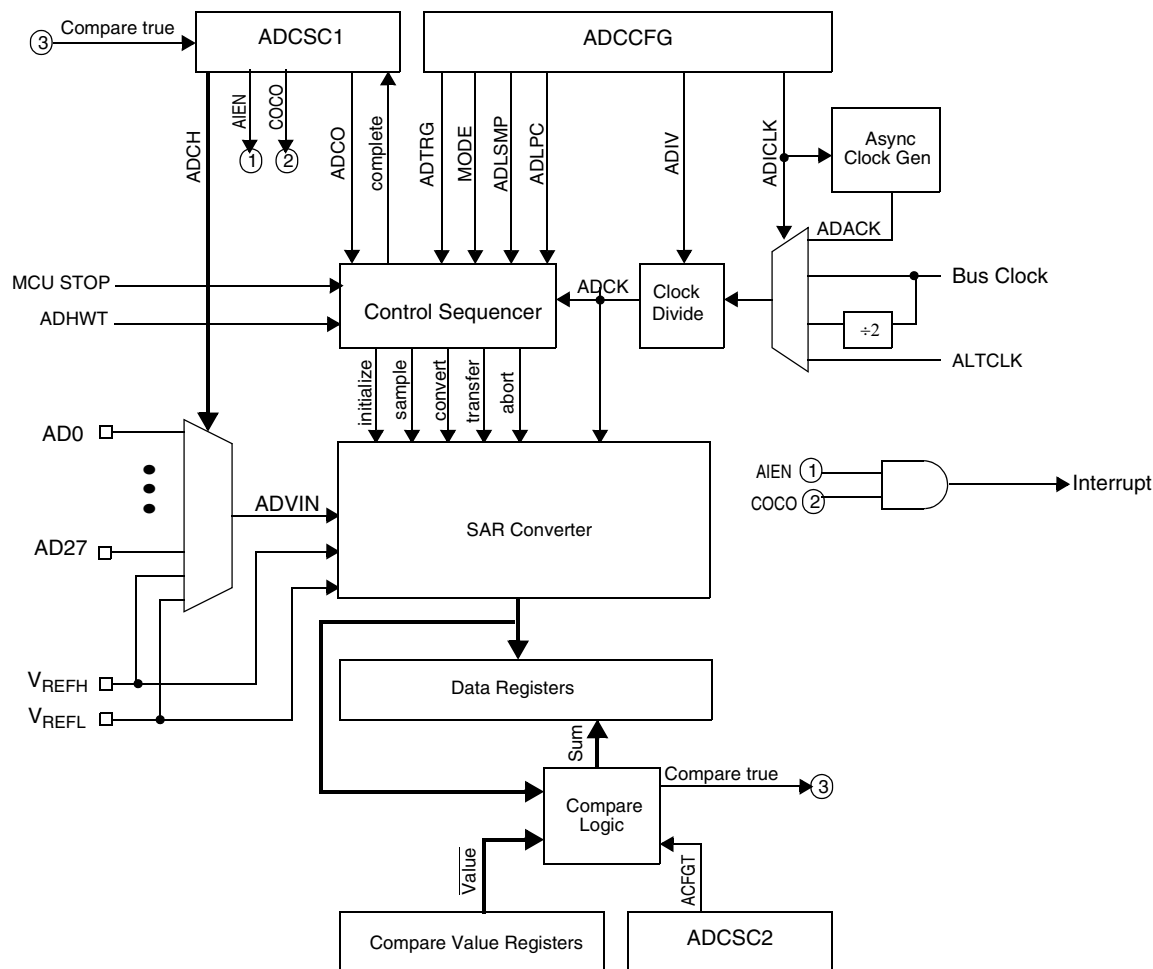 3
Compare true
ADCSC1
ADCCFG
ADCH
AIEN
COCO
ADCO
complete
ADTRG
MODE
ADLSMP
ADLPC
ADIV
ADICLK
Async
Clock Gen
1
2
ADACK
MCU STOP
ADHWT
Control Sequencer
ADCK
Clock
Divide
Bus Clock
÷2
ALTCLK
initialize
sample
convert
transfer
abort
AD0
AD27
ADVIN
SAR Converter
AIEN 1
COCO 2
Interrupt
VREFH
VREFL
Data Registers
Sum
Compare true
3
Compare
Logic
Value
ACFGT
Compare Value Registers
ADCSC2